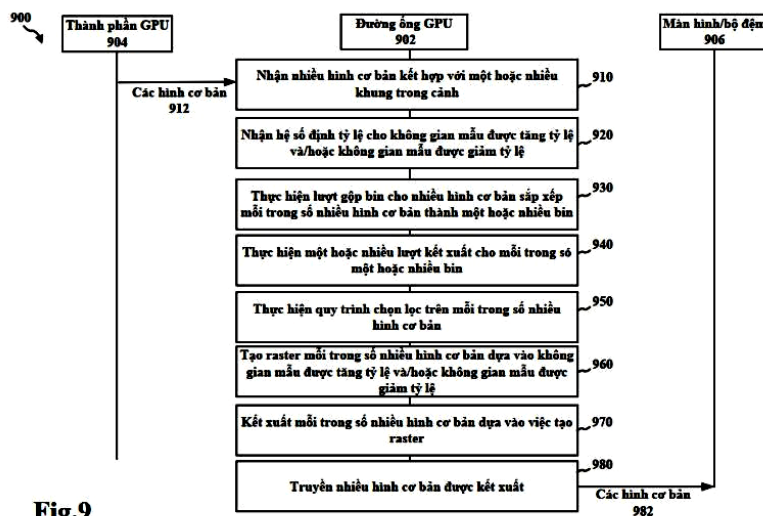 900
Thành phần GPU
904
Đường ống GPU
902
Màn hình/bộ đệm
906
Các hình cơ bản
912
Nhận nhiều hình cơ bản kết hợp với một hoặc nhiều
khung trong cảnh
910
Nhận hệ số định tỷ lệ cho không gian mẫu được tăng tỷ lệ
và/hoặc không gian mẫu được giảm tỷ lệ
920
Thực hiện lượt gộp bin cho nhiều hình cơ bản sắp xếp
mỗi trong số nhiều hình cơ bản thành một hoặc nhiều bin
930
Thực hiện một hoặc nhiều lượt kết xuất cho mỗi trong só
một hoặc nhiều bin
940
Thực hiện quy trình chọn lọc trên mỗi trong số nhiều
hình cơ bản
950
Tạo raster mỗi trong số nhiều hình cơ bản dựa vào không
gian mẫu được tăng tỷ lệ và/hoặc không gian mẫu được
giảm tỷ lệ
960
Kết xuất mỗi trong số nhiều hình cơ bản dựa vào việc tạo
raster
970
Truyền nhiều hình cơ bản được kết xuất
980
Các hình cơ bản
982
Fig.9